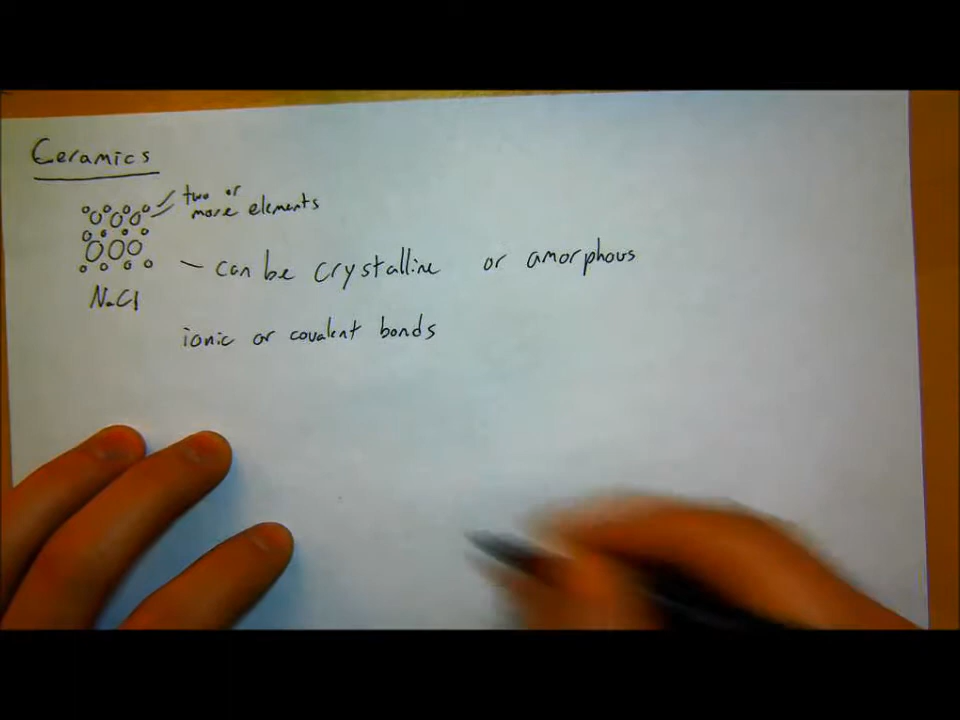 Ceramics
two or
more elements
– can be crystalline or amorphous
NaCl
ionic or covalent bonds